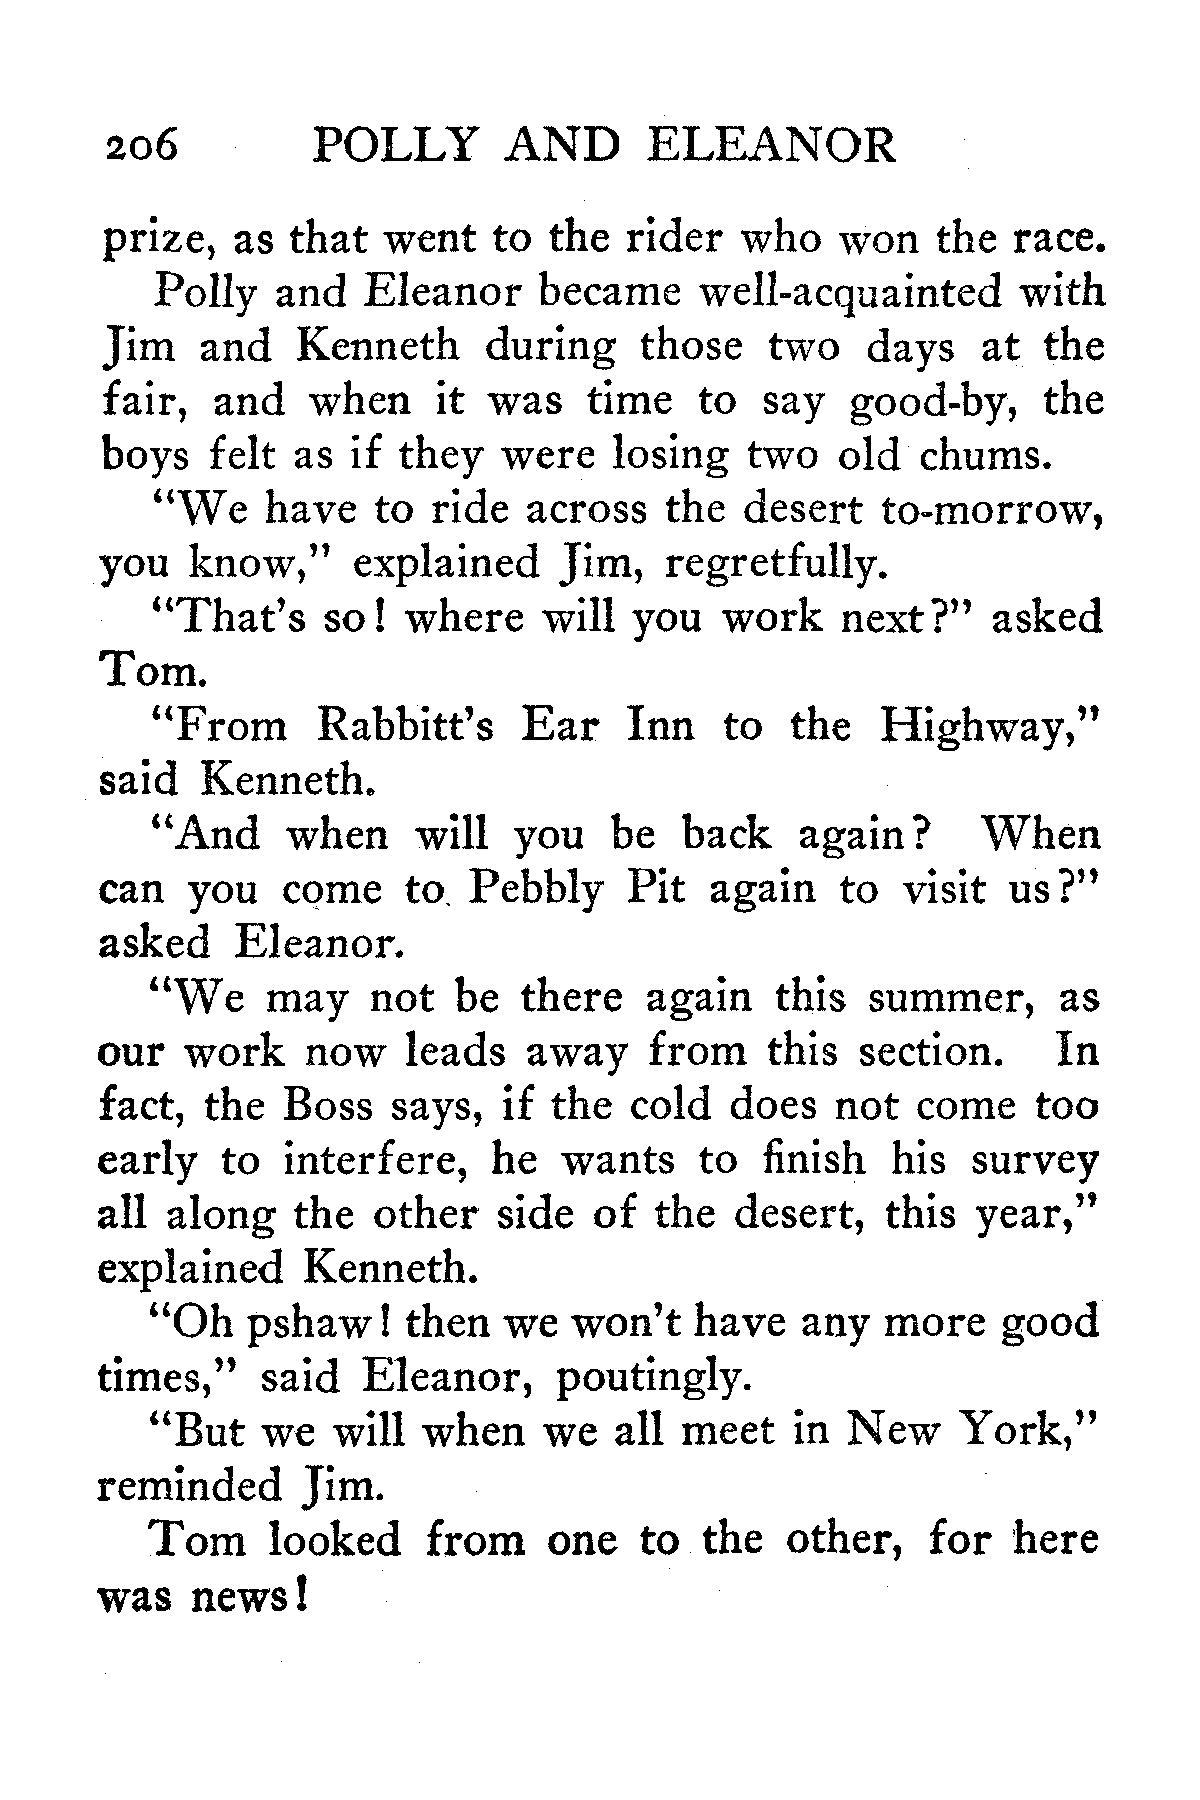 206 POLLY AND ELEANOR
prize, as that went to the rider who won the race.
Polly and Eleanor became well-acquainted with
Jim and Kenneth during those two days at the
fair, and when it was time to say good-by, the
boys felt as if they were losing two old chums.
“We have to ride across the desert to-morrow,
you know,” explained Jim, regretfully.
“That’s so! where will you work next?” asked
Tom.
“From Rabbitt’s Ear Inn to the Highway,”
said Kenneth.
“And when will you be back again? When
can you come to Pebbly Pit again to visit us?”
asked Eleanor.
“We may not be there again this summer, as
our work now leads away from this section. In
fact, the Boss says, if the cold does not come too
early to interfere, he wants to finish his survey
all along the other side of the desert, this year,”
explained Kenneth.
“Oh pshaw! then we won’t have any more good
times,” said Eleanor, poutingly.
“But we will when we all meet in New York,”
reminded Jim.
Tom looked from one to the other, for here
was news!